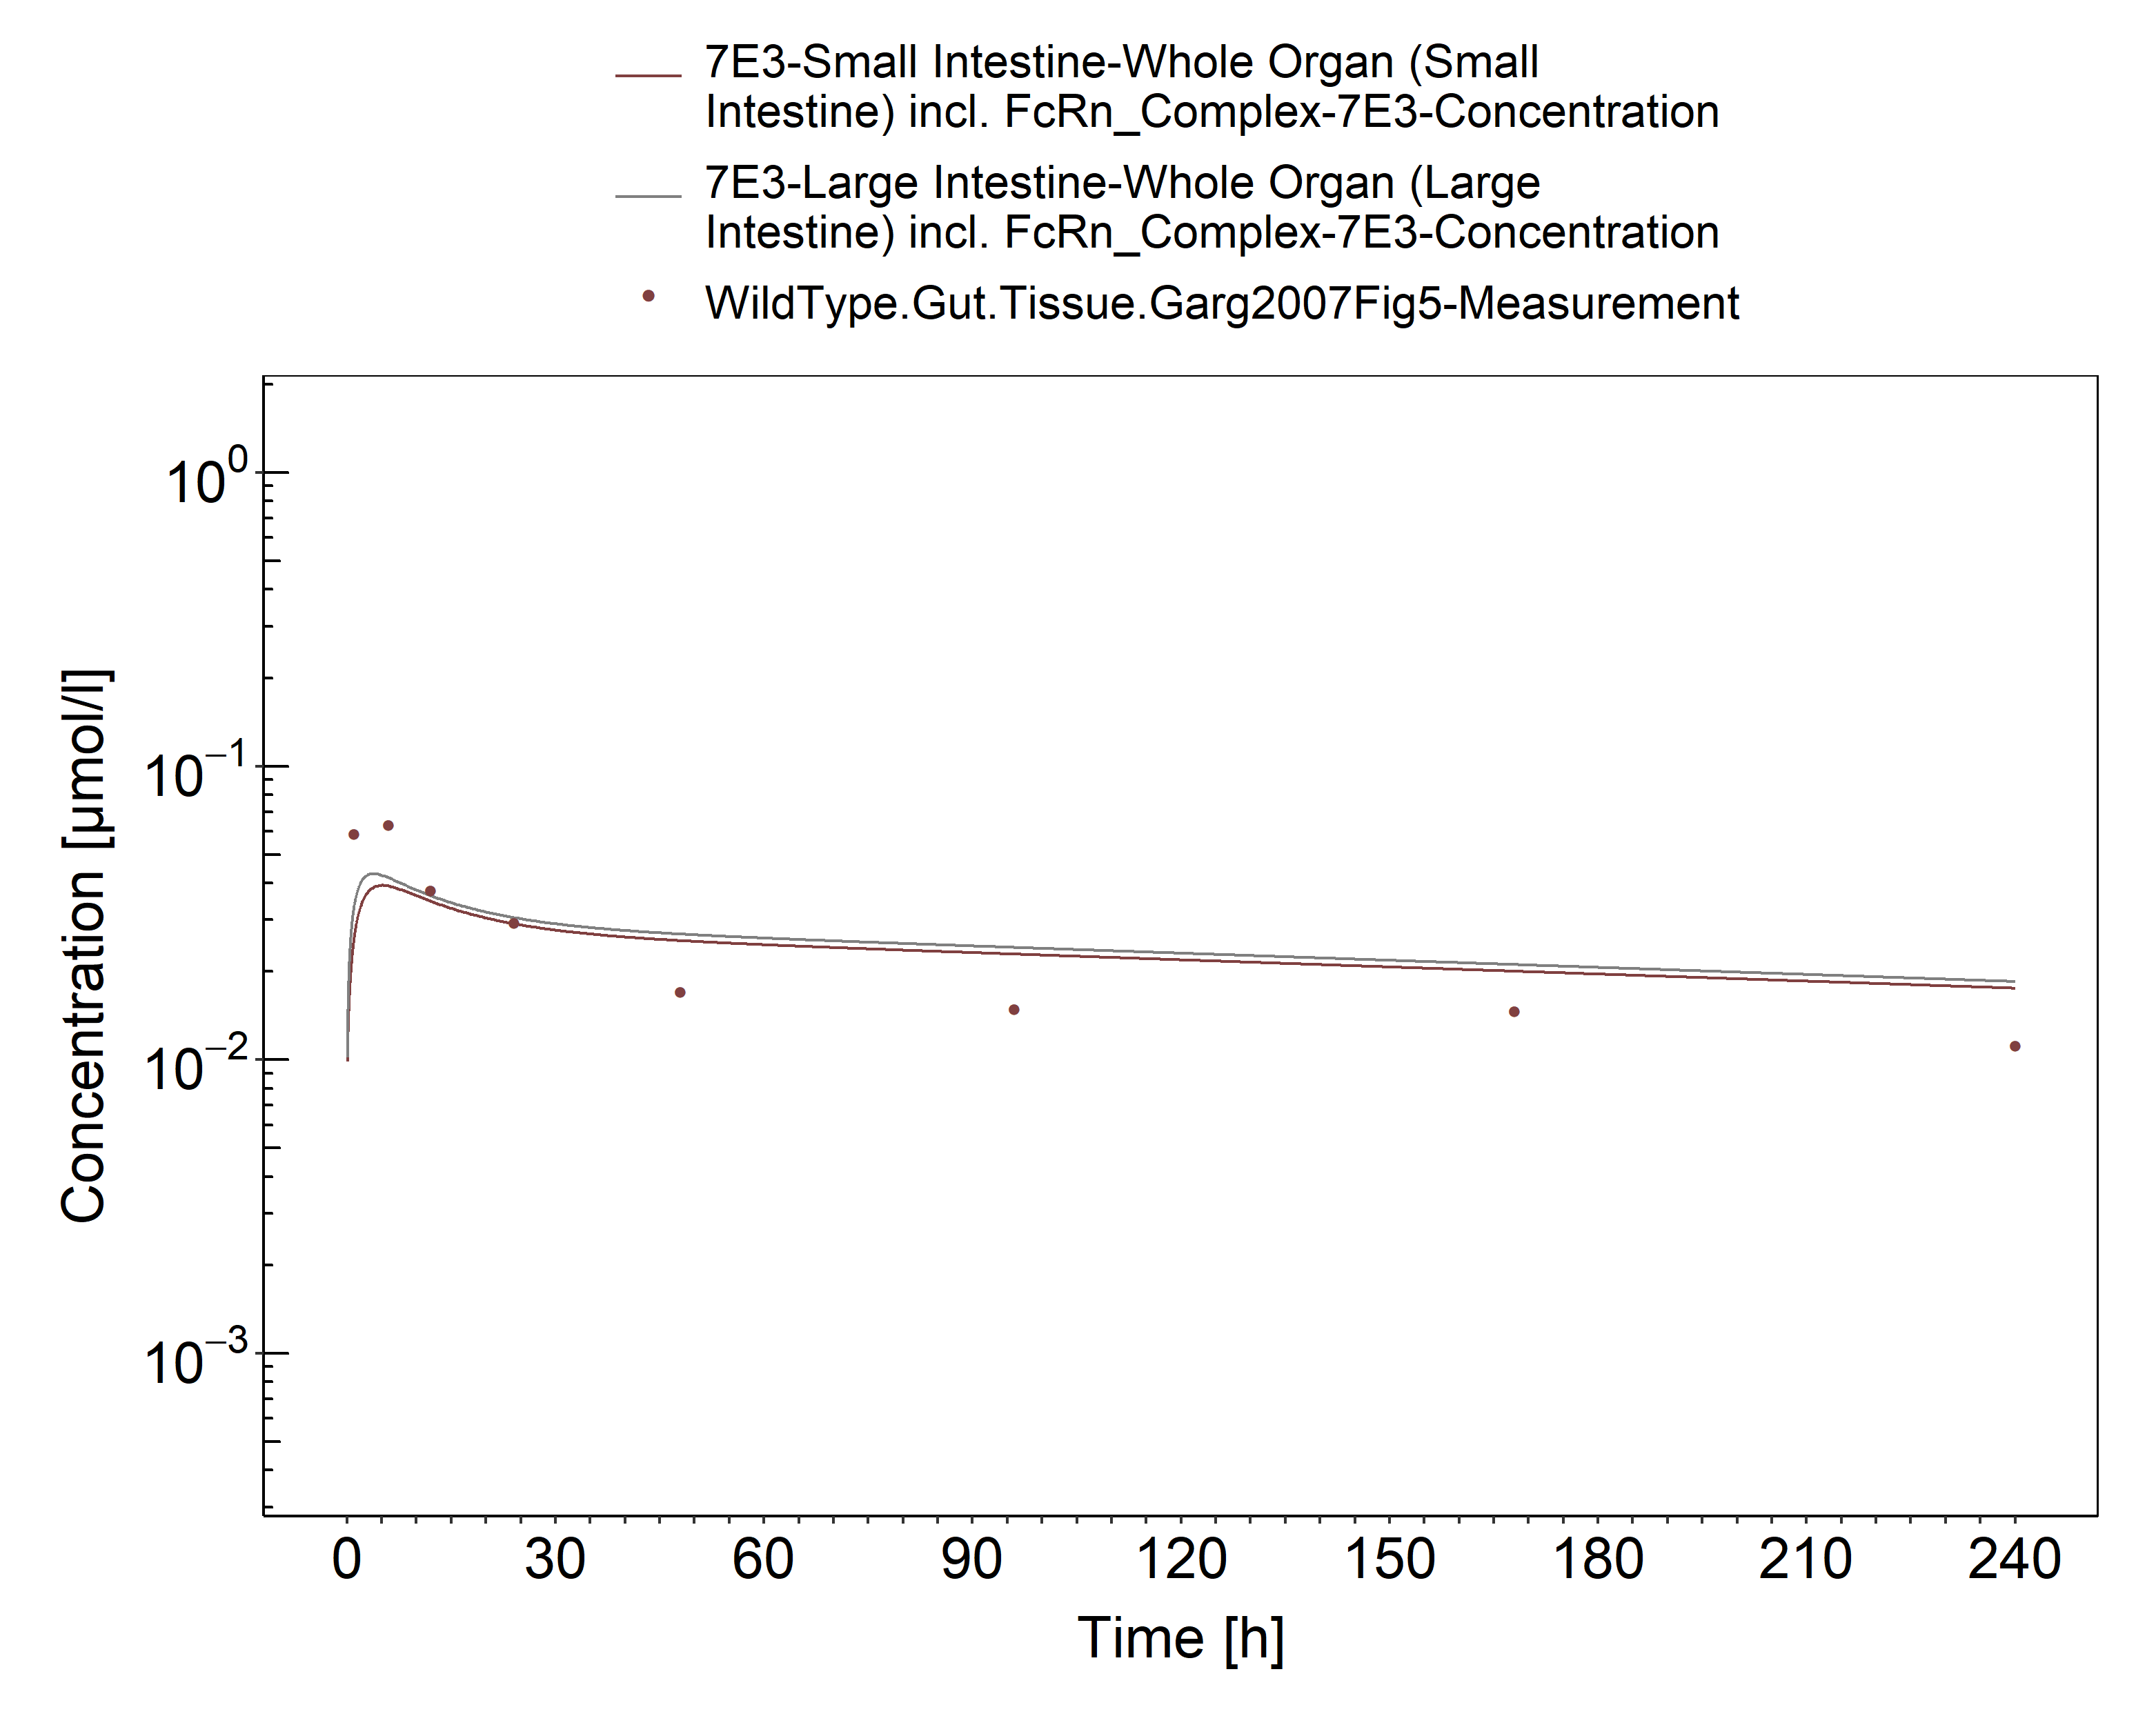 7E3-Small Intestine-Whole Organ (Small
Intestine) incl. FcRn_Complex-7E3-Concentration
7E3-Large Intestine-Whole Organ (Large
Intestine) incl. FcRn_Complex-7E3-Concentration
WildType.Gut.Tissue.Garg2007Fig5-Measurement
Concentration [µmol/l]
10⁰
10⁻¹
10⁻²
10⁻³
0 30 60 90 120 150 180 210 240
Time [h]